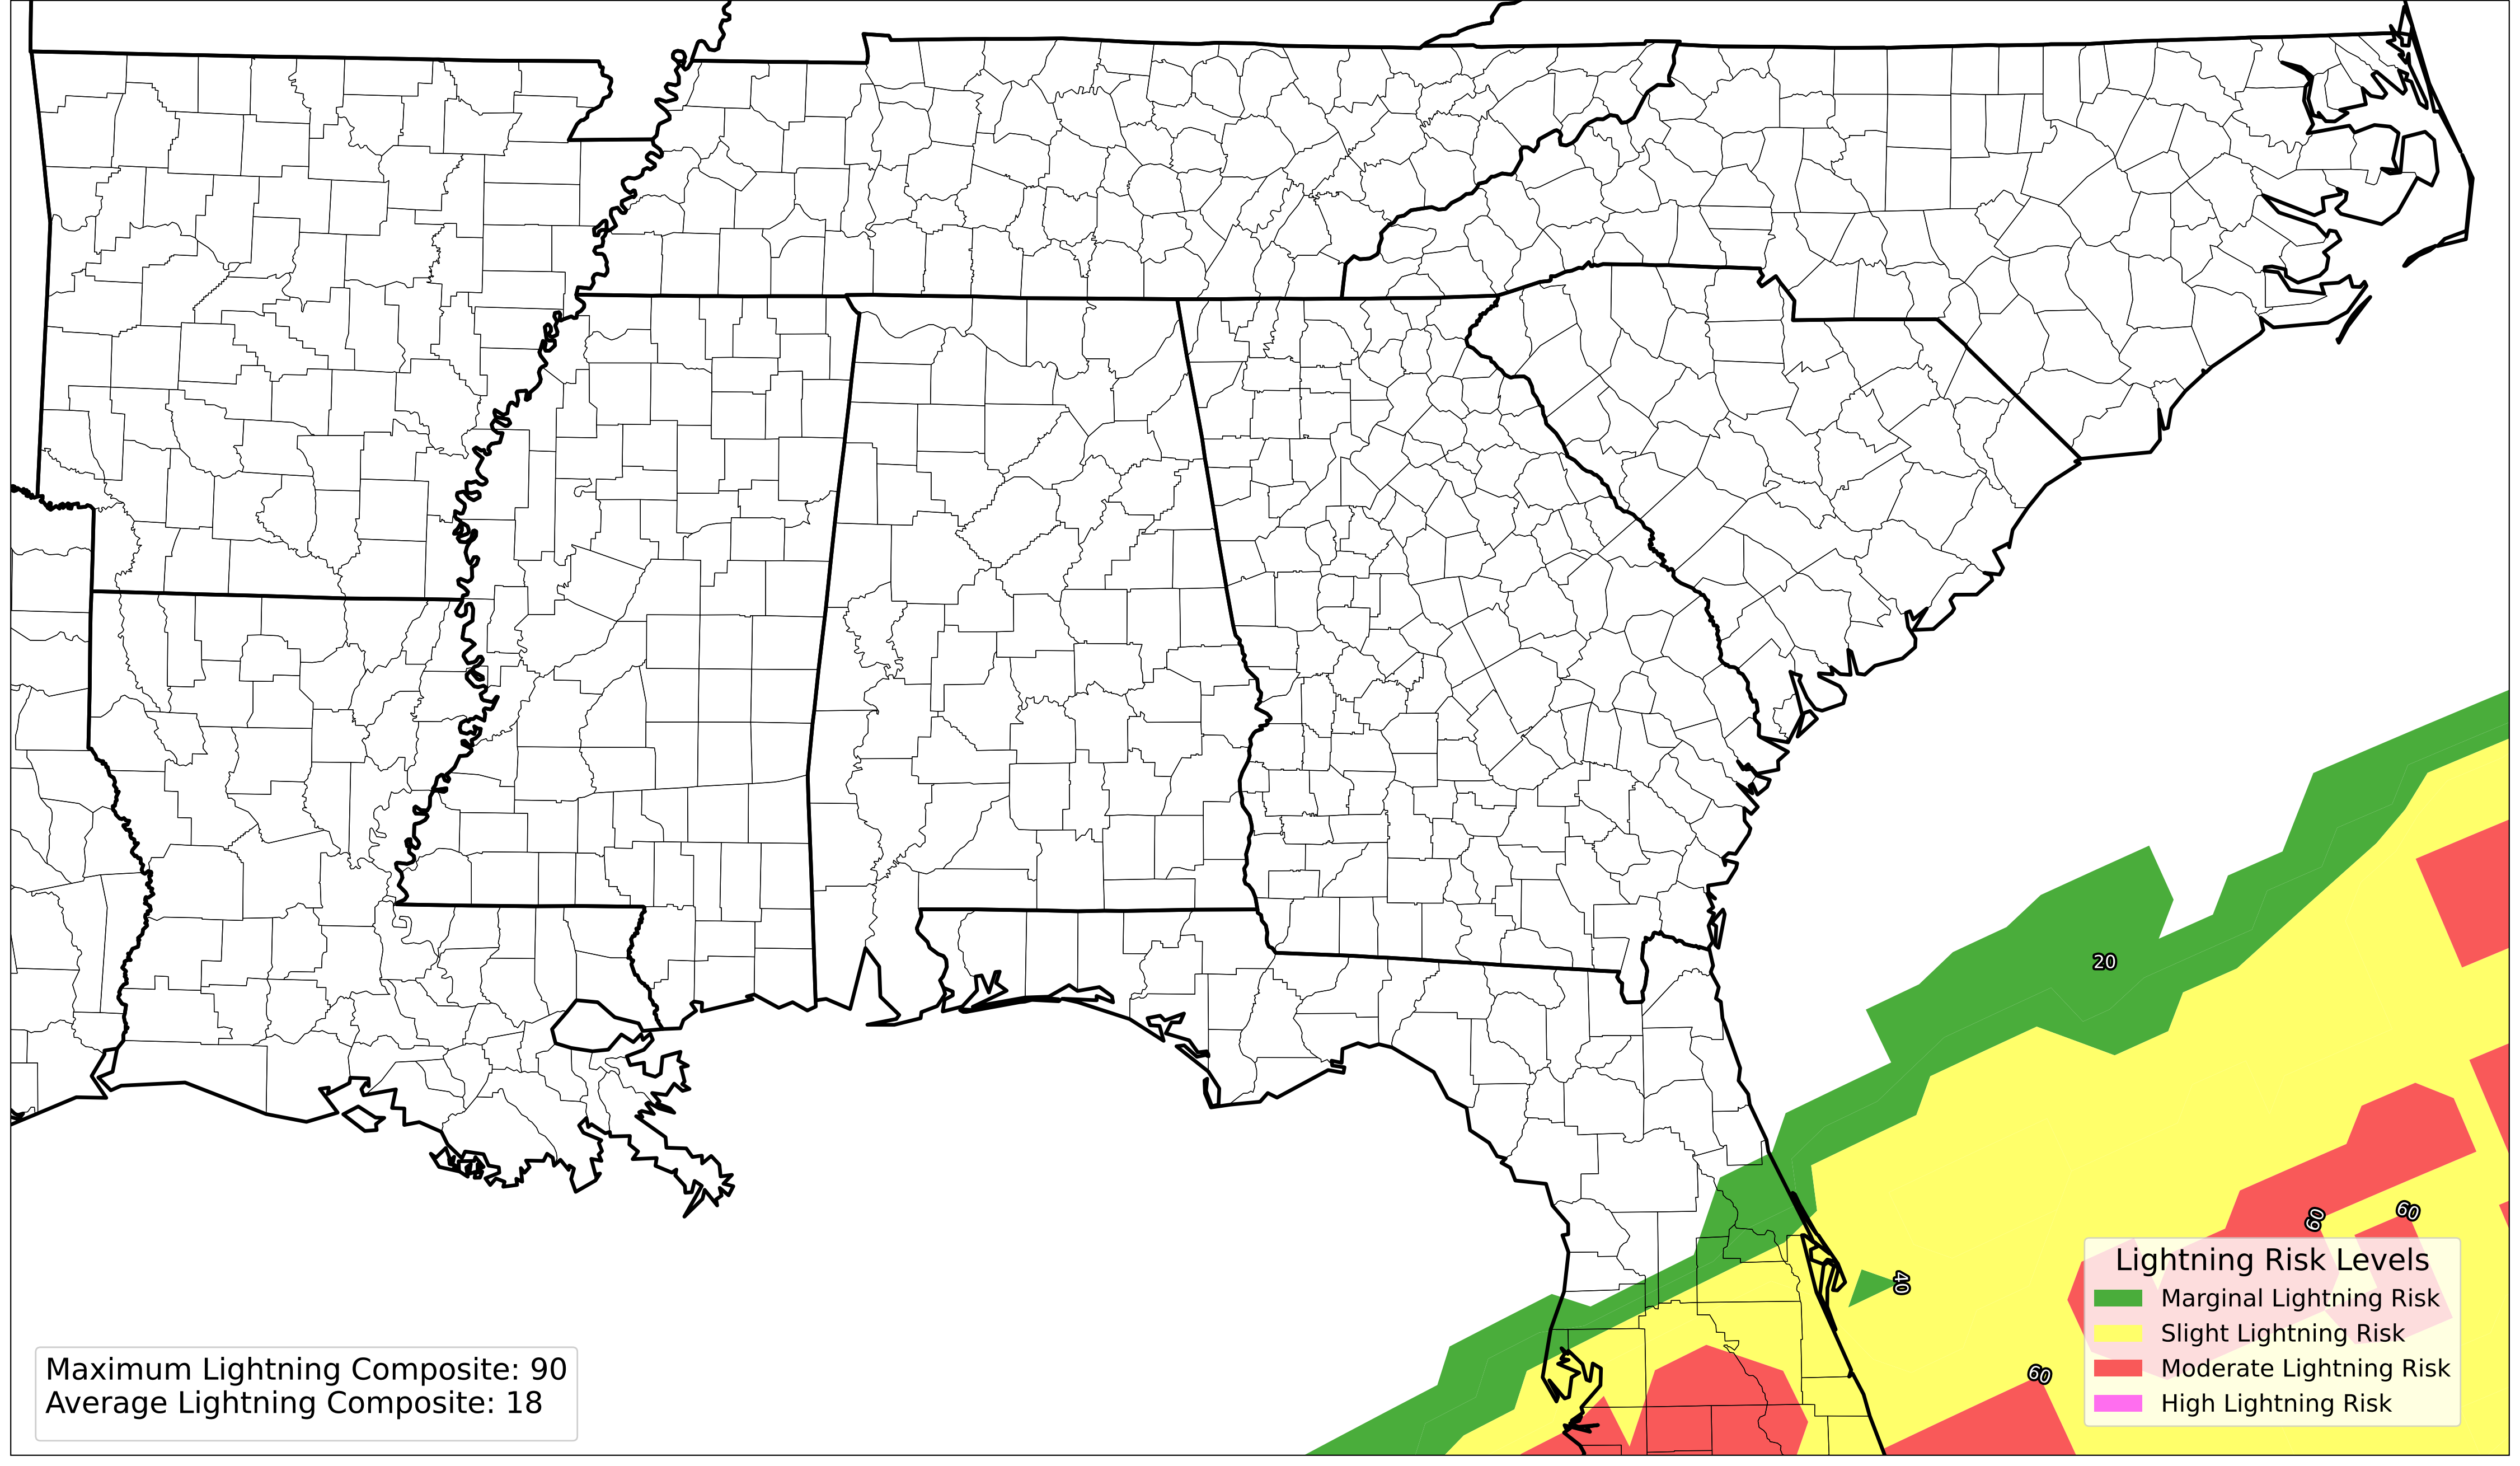 20
60
60
40
60
Lightning Risk Levels
Marginal Lightning Risk
Slight Lightning Risk
Moderate Lightning Risk
High Lightning Risk
Maximum Lightning Composite: 90
Average Lightning Composite: 18